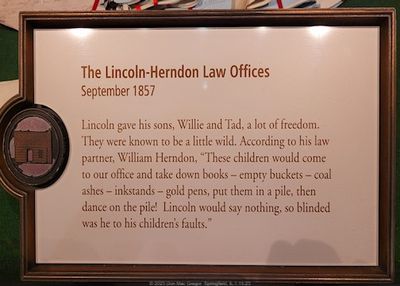 The Lincoln-Herndon Law Offices
September 1857
Lincoln gave his sons, Willie and Tad, a lot of freedom.
They were known to be a little wild. According to his law
partner, William Herndon, “These children would come
to our office and take down books – empty buckets – coal
ashes – inkstands – gold pens, put them in a pile, then
dance on the pile! Lincoln would say nothing, so blinded
was he to his children’s faults.”